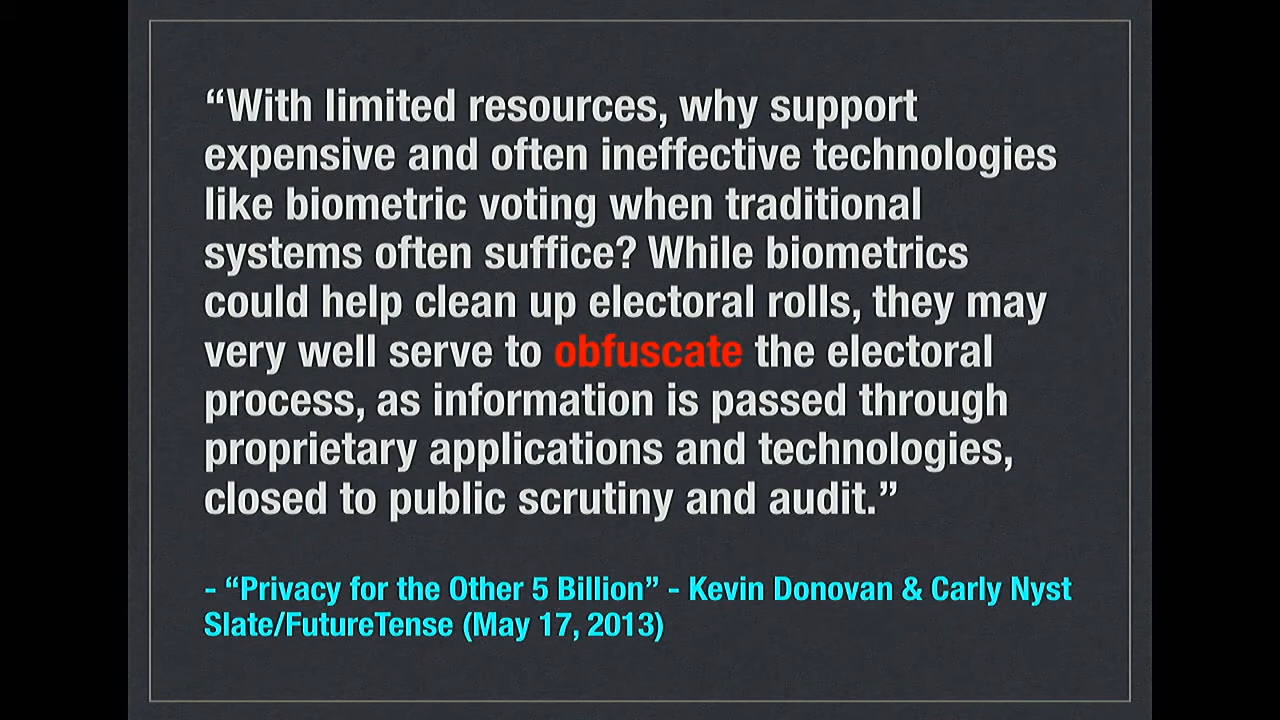 “With limited resources, why support
expensive and often ineffective technologies
like biometric voting when traditional
systems often suffice? While biometrics
could help clean up electoral rolls, they may
very well serve to obfuscate the electoral
process, as information is passed through
proprietary applications and technologies,
closed to public scrutiny and audit.”
- “Privacy for the Other 5 Billion” - Kevin Donovan & Carly Nyst
Slate/FutureTense (May 17, 2013)